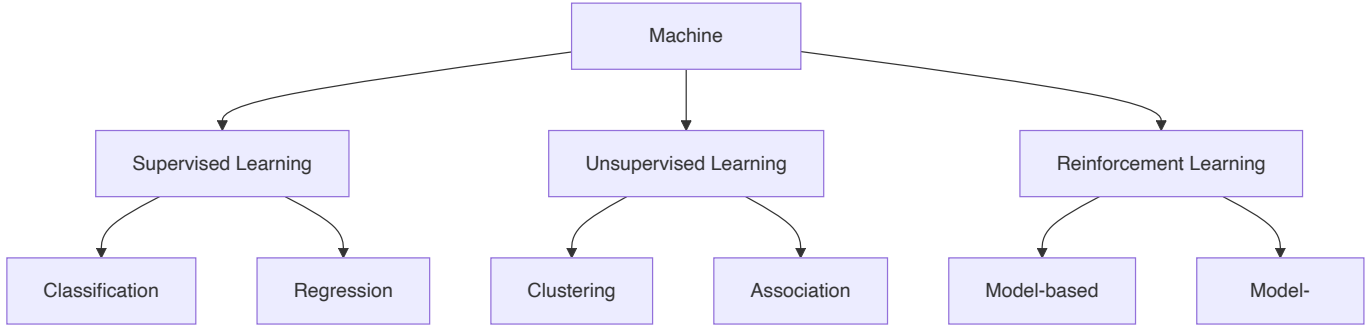 Machine
Supervised Learning
Unsupervised Learning
Reinforcement Learning
Classification
Regression
Clustering
Association
Model-based
Model-